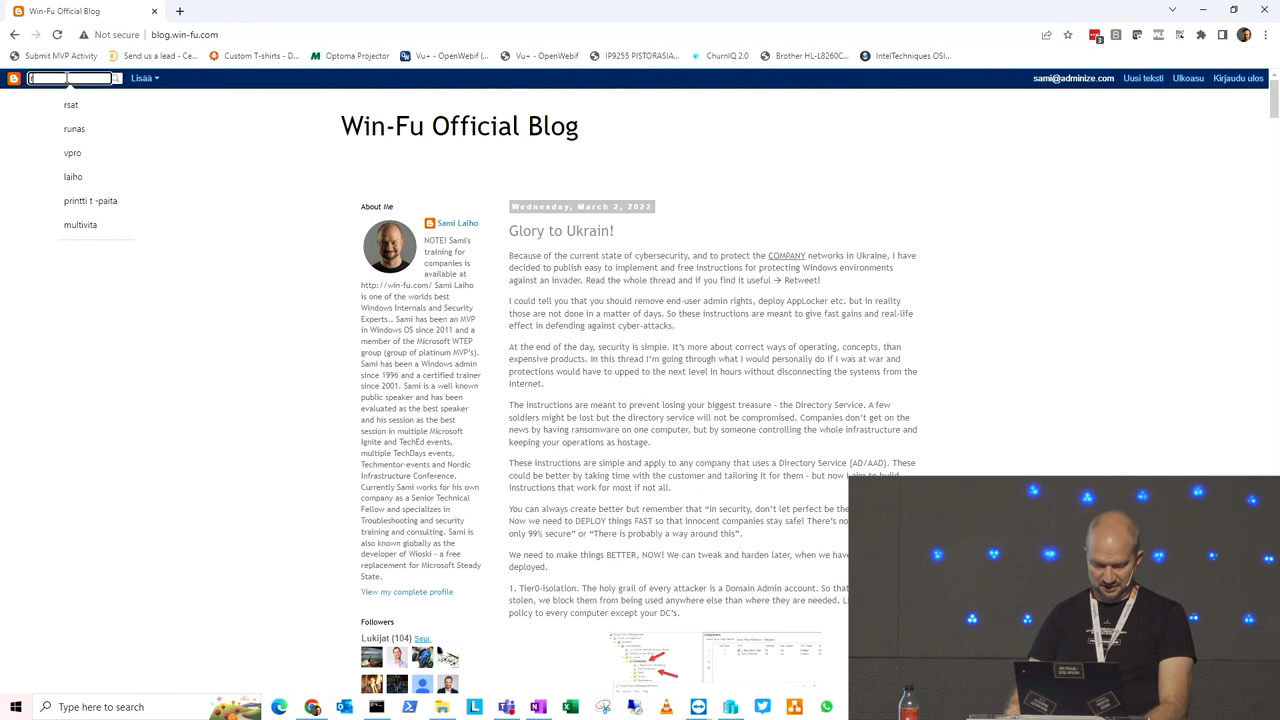 Win-Fu Official Blog
Not secure | blog.win-fu.com
Submit MVP Activity
Send us a lead - Ce...
Custom T-shirts - D...
Optoma Projector
Vu+ - OpenWebif (...
Vu+ - OpenWebif
IP9255 PISTORASIA...
ChurnIQ 2.0
Brother HL-L8260C...
IntelTechniques OSI...
Lisää
sami@adminize.com
Uusi teksti
Ulkoasu
Kirjaudu ulos
rsat
runas
vpro
laiho
printti t -paita
multivita
Win-Fu Official Blog
About Me
Sami Laiho
NOTE! Sami's
training for
companies is
available at
http://win-fu.com/ Sami Laiho
is one of the worlds best
Windows Internals and Security
Experts.. Sami has been an MVP
in Windows OS since 2011 and a
member of the Microsoft WTEP
group (group of platinum MVP's).
Sami has been a Windows admin
since 1996 and a certified trainer
since 2001. Sami is a well known
public speaker and has been
evaluated as the best speaker
and his session as the best
session in multiple Microsoft
Ignite and TechEd events,
multiple TechDays events,
Techmentor-events and Nordic
Infrastructure Conference.
Currently Sami works for his own
company as a Senior Technical
Fellow and specializes in
Troubleshooting and security
training and consulting. Sami is
also known globally as the
developer of Wioski – a free
replacement for Microsoft Steady
State.
View my complete profile
Followers
Lukijat (104) Seur.
Wednesday, March 2, 2022
Glory to Ukrain!
Because of the current state of cybersecurity, and to protect the COMPANY networks in Ukraine, I have
decided to publish easy to implement and free instructions for protecting Windows environments
against an invader. Read the whole thread and if you find it useful → Retweet!
I could tell you that you should remove end-user admin rights, deploy AppLocker etc. but in reality
those are not done in a matter of days. So these instructions are meant to give fast gains and real-life
effect in defending against cyber-attacks.
At the end of the day, security is simple. It's more about correct ways of operating, concepts, than
expensive products. In this thread I'm going through what I would personally do if I was at war and
protections would have to upped to the next level in hours without disconnecting the systems from the
Internet.
The instructions are meant to prevent losing your biggest treasure – the Directory Service. A few
soldiers might be lost but the directory service will not be compromised. Companies don't get on the
news by having ransomware on one computer, but by someone controlling the whole infrastructure and
keeping your operations as hostage.
These instructions are simple and apply to any company that uses a Directory Service (AD/AAD). These
could be better by taking time with the customer and tailoring it for them – but now I aim to build
instructions that work for most if not all.
You can always create better but remember that "in security, don't let perfect be the
Now we need to DEPLOY things FAST so that innocent companies stay safe! There's no
only 99% secure" or "There is probably a way around this".
We need to make things BETTER, NOW! We can tweak and harden later, when we have
deployed.
1. Tier0-isolation. The holy grail of every attacker is a Domain Admin account. So that
stolen, we block them from being used anywhere else than where they are needed.
policy to every computer except your DC's.
Type here to search